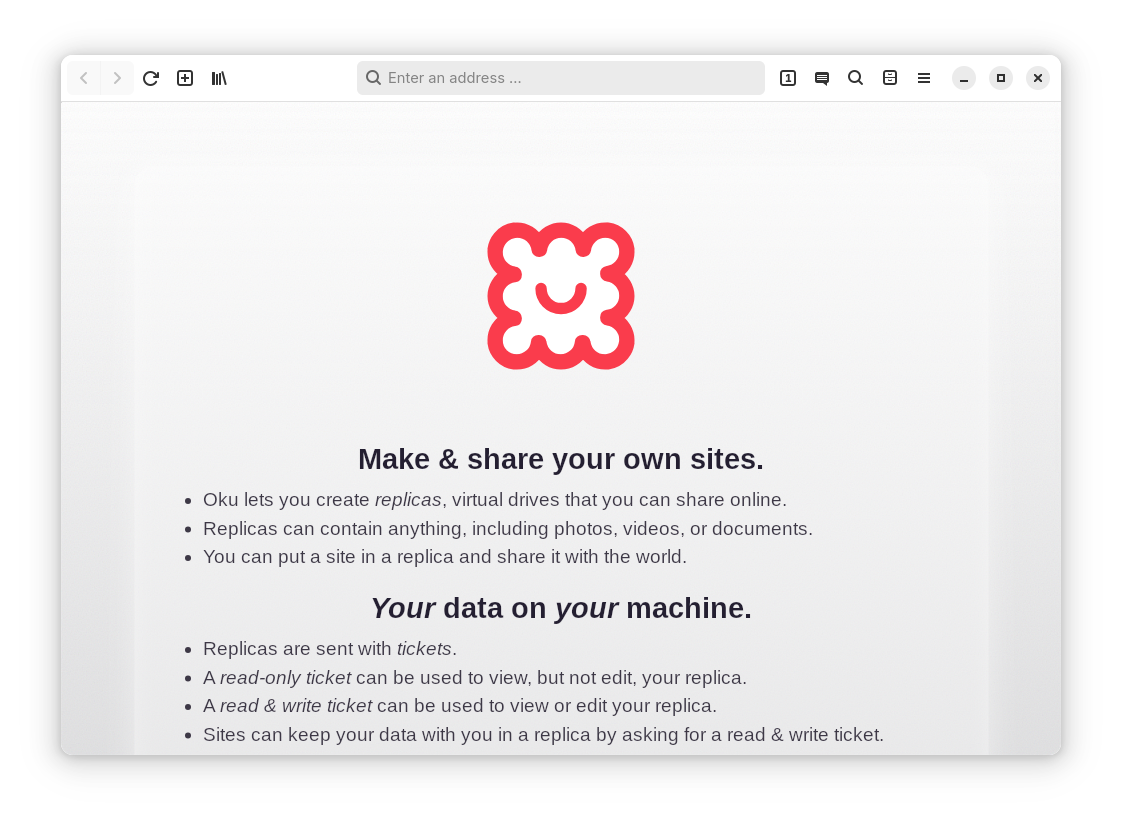 Enter an address ...
1
Make & share your own sites.
Oku lets you create replicas, virtual drives that you can share online.
Replicas can contain anything, including photos, videos, or documents.
You can put a site in a replica and share it with the world.
Your data on your machine.
Replicas are sent with tickets.
A read-only ticket can be used to view, but not edit, your replica.
A read & write ticket can be used to view or edit your replica.
Sites can keep your data with you in a replica by asking for a read & write ticket.